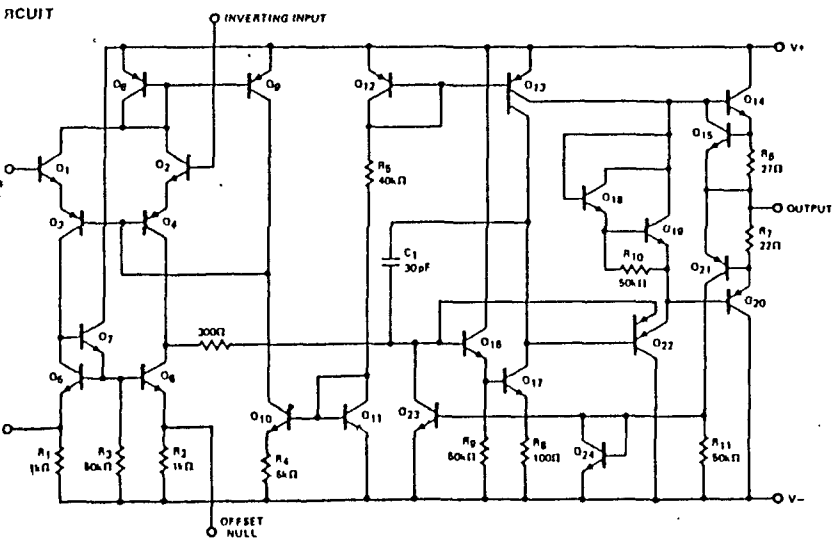 RCUIT
INVERTING INPUT
V+
Q8
Q9
Q12
Q13
Q14
Q15
Q1
Q2
R5
40kΩ
R6
27Ω
Q18
OUTPUT
Q3
Q4
Q19
R7
22Ω
C1
30pF
R10
50kΩ
Q21
Q20
Q7
300Ω
Q16
Q22
Q5
Q6
Q17
Q10
Q11
Q23
R1
1kΩ
R3
50kΩ
R2
1kΩ
R4
5kΩ
R9
50kΩ
R8
100Ω
Q24
R11
50kΩ
V−
OFFSET
NULL